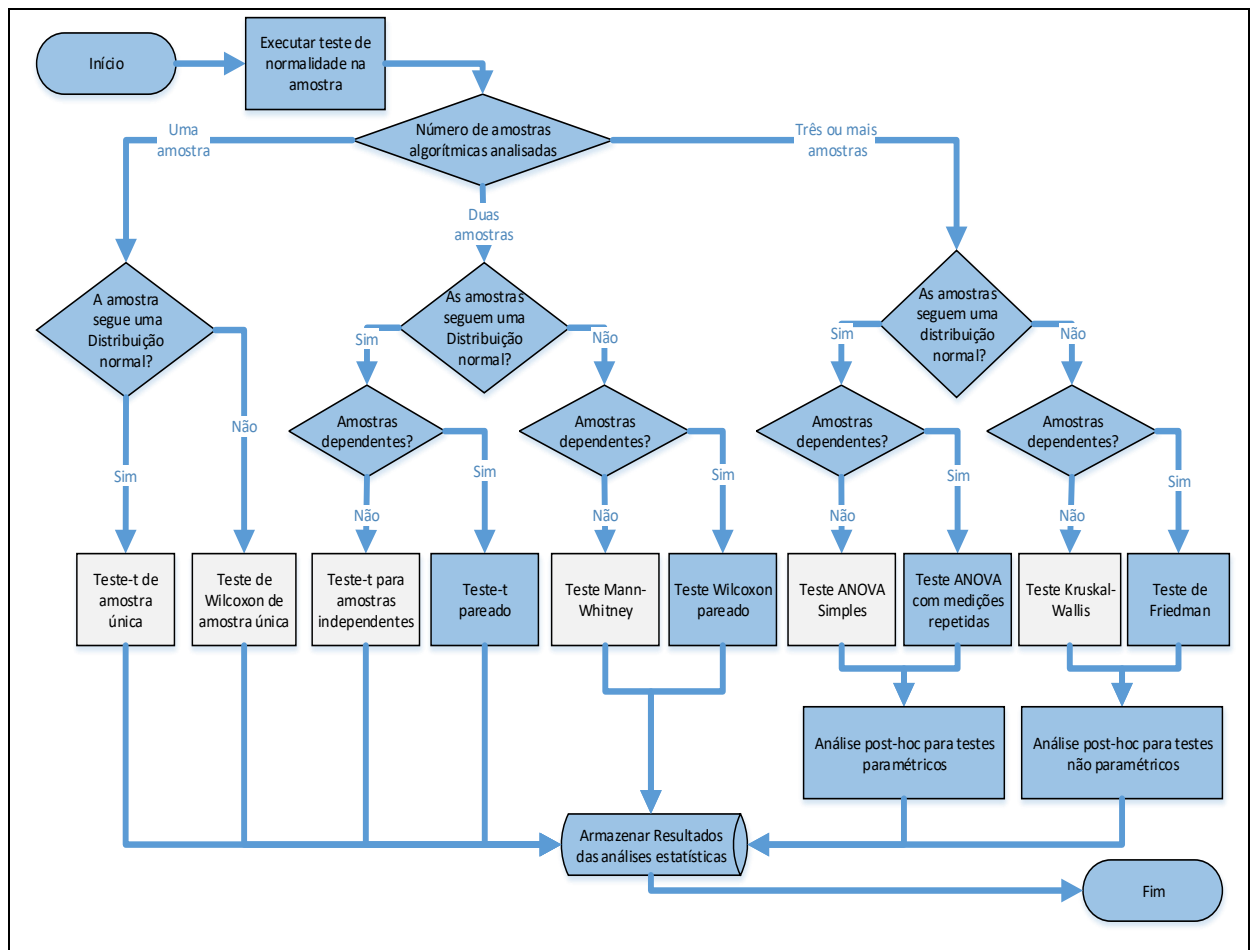 Início
Executar teste de
normalidade na
amostra
Número de amostras
algorítmicas analisadas
Uma
amostra
Duas
amostras
Três ou mais
amostras
A amostra
segue uma
Distribuição
normal?
As amostras
seguem uma
Distribuição
normal?
As amostras
seguem uma
distribuição
normal?
Sim
Não
Sim
Não
Sim
Não
Amostras
dependentes?
Amostras
dependentes?
Amostras
dependentes?
Amostras
dependentes?
Não
Sim
Não
Sim
Não
Sim
Não
Sim
Teste-t de
amostra
única
Teste de
Wilcoxon de
amostra única
Teste-t para
amostras
independentes
Teste-t
pareado
Teste Mann-
Whitney
Teste Wilcoxon
pareado
Teste ANOVA
Simples
Teste ANOVA
com medições
repetidas
Teste Kruskal-
Wallis
Teste de
Friedman
Análise post-hoc para testes
paramétricos
Análise post-hoc para testes
não paramétricos
Armazenar Resultados
das análises estatísticas
Fim